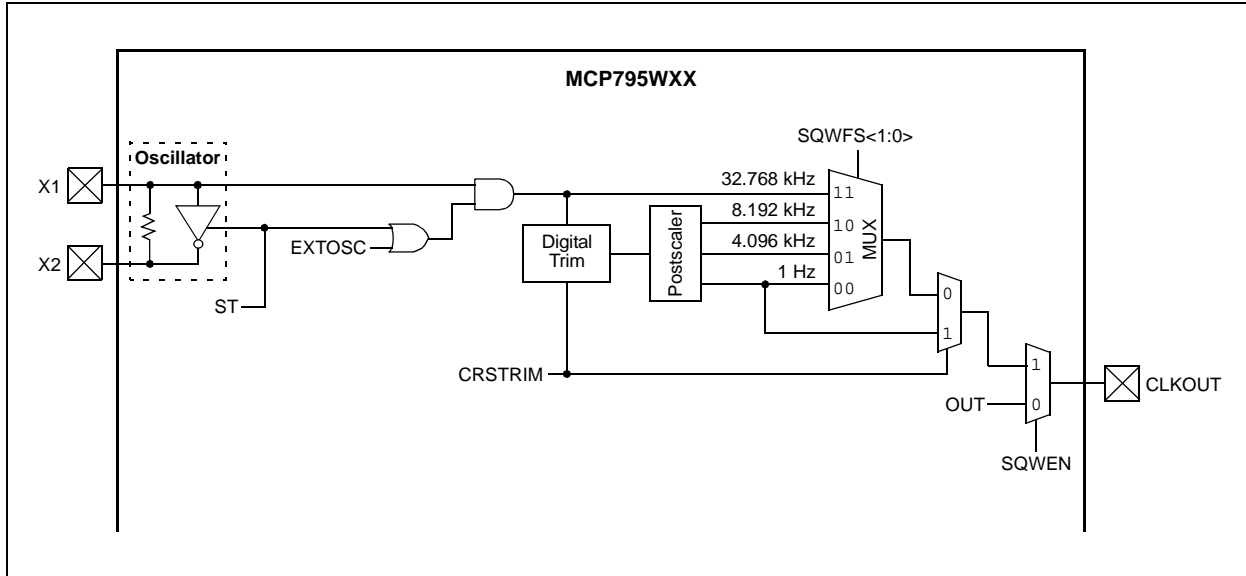 MCP795WXX
SQWFS<1:0>
Oscillator
X1
X2
ST
EXTOSC
Digital
Trim
Postscaler
32.768 kHz
8.192 kHz
4.096 kHz
1 Hz
11
10
01
00
MUX
CRSTRIM
0
1
1
0
OUT
SQWEN
CLKOUT